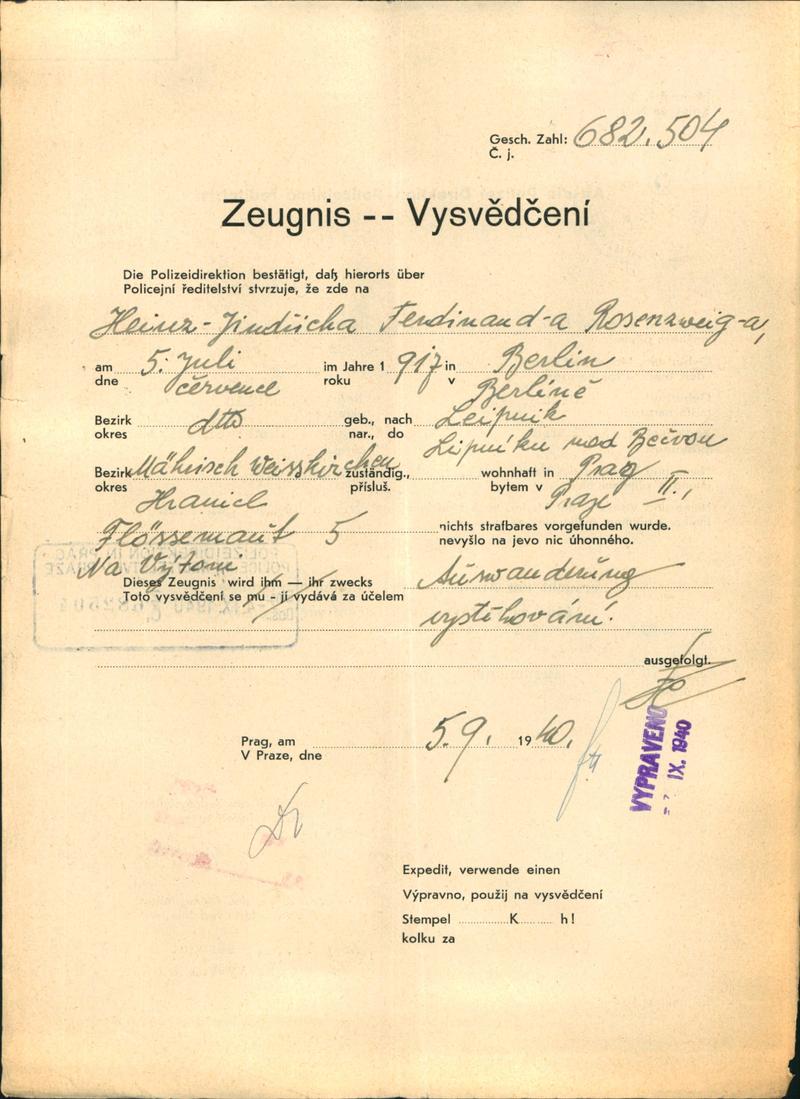 Gesch. Zahl: 682.504
Č. j.
Zeugnis -- Vysvědčení
Die Polizeidirektion bestätigt, daß hierorts über
Policejní ředitelství stvrzuje, že zde na
Heinz-Jindřicha Ferdinand-a Rosenzweig-a,
am 5. Juli im Jahre 1917 in Berlin
dne července roku v Berlíně
Bezirk dtto geb., nach Leipnik
okres nar., do Lipníku nad Bečvou
Bezirk Mährisch Weisskirchen zuständig., wohnhaft in Prag
okres Hranice přísluš. bytem v Praze II.,
Flössemaut 5 nichts strafbares vorgefunden wurde.
Na Výtoni nevyšlo na jevo nic úhonného.
Dieses Zeugnis wird ihm — ihr zwecks Auswanderung
Toto vysvědčení se mu - jí vydává za účelem
vystěhování.
ausgefolgt.
Prag, am 5.9. 1940.
V Praze, dne
VYPRAVENO
IX. 1940
Expedit, verwende einen
Výpravno, použij na vysvědčení
Stempel K h!
kolku za